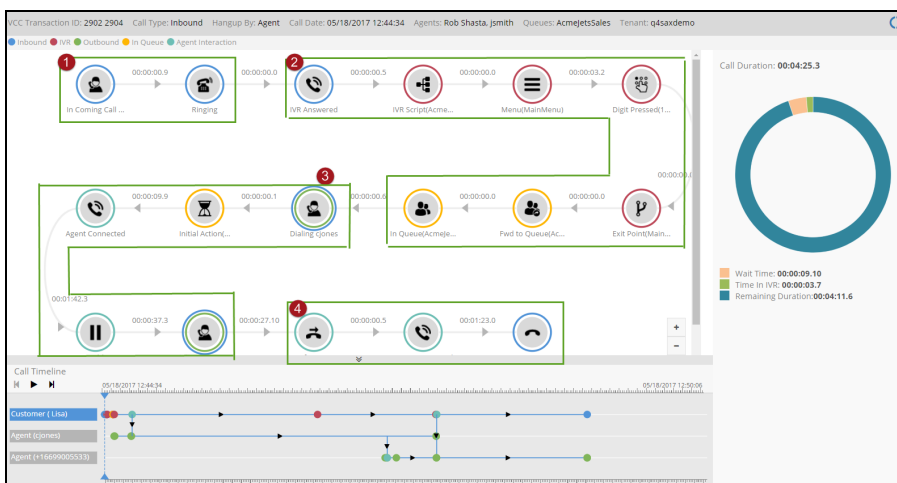 VCC Transaction ID: 2902 2904 Call Type: Inbound Hangup By: Agent Call Date: 05/18/2017 12:44:34 Agents: Rob Shasta, jsmith Queues: AcmeJetsSales Tenant: q4saxdemo
Inbound IVR Outbound In Queue Agent Interaction
1
2
00:00:00.9 00:00:00.0 00:00:00.5 00:00:00.0 00:00:03.2
In Coming Call ... Ringing IVR Answered IVR Script(Acme... Menu(MainMenu) Digit Pressed(1...
3
00:00:00.0
00:00:09.9 00:00:00.1 00:00:00.6 00:00:00.0 00:00:00.0
Agent Connected Initial Action(... Dialing cjones In Queue(AcmeJe... Fwd to Queue(Ac... Exit Point(Main...
00:01:42.3
4
00:00:37.3 00:00:27.10 00:00:00.5 00:01:23.0
+
−
Call Duration: 00:04:25.3
Wait Time: 00:00:09.10
Time In IVR: 00:00:03.7
Remaining Duration:00:04:11.6
Call Timeline
05/18/2017 12:44:34 05/18/2017 12:50:06
Customer ( Lisa)
Agent (cjones)
Agent (+16699005533)